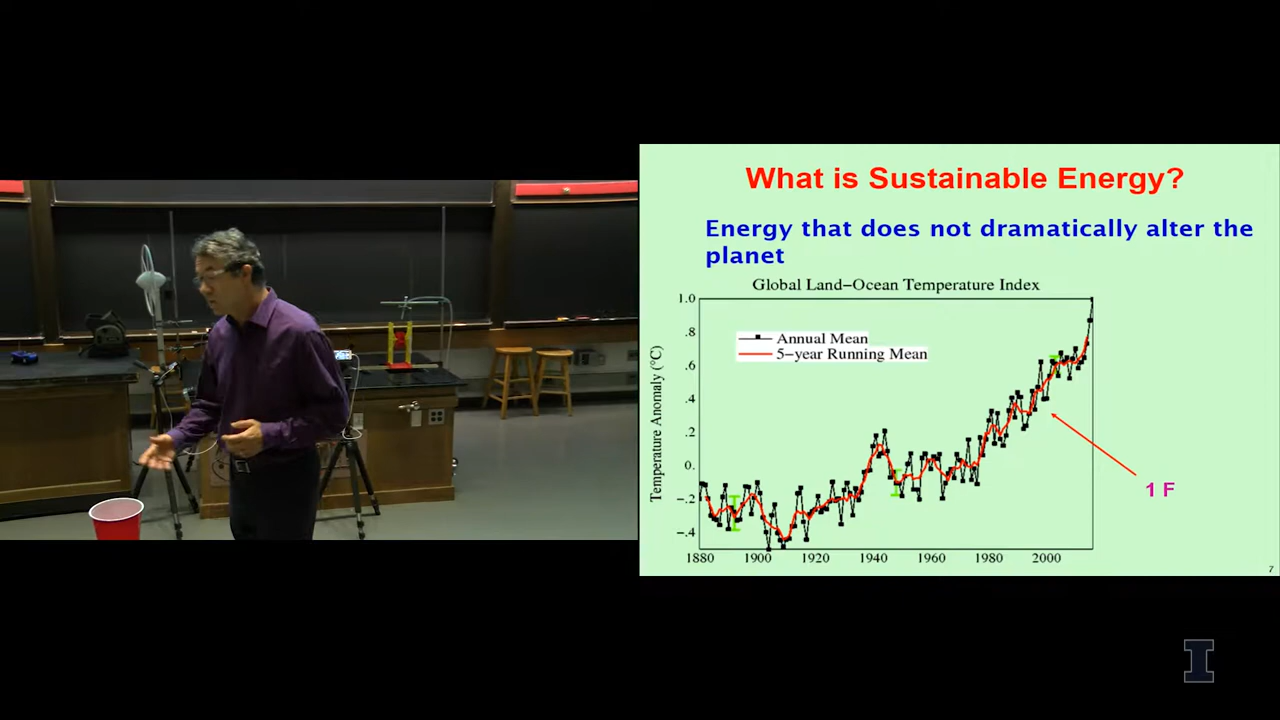 What is Sustainable Energy?
Energy that does not dramatically alter the
planet
Global Land−Ocean Temperature Index
1.0
.8
.6
.4
.2
0.
−.2
−.4
Temperature Anomaly (°C)
Annual Mean
5−year Running Mean
1 F
1880 1900 1920 1940 1960 1980 2000
7
I